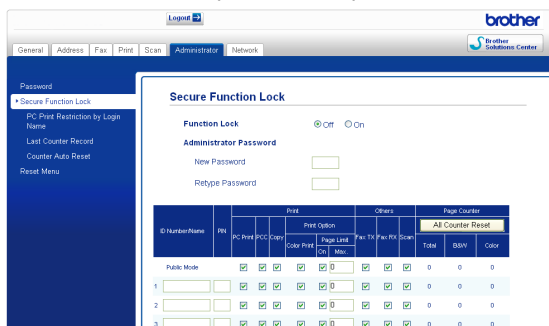 Logout
brother
General Address Fax Print Scan Administrator Network
Brother
Solutions Center
Password
Secure Function Lock
PC Print Restriction by Login
Name
Last Counter Record
Counter Auto Reset
Reset Menu
Secure Function Lock
Function Lock Off On
Administrator Password
New Password
Retype Password
Print Others Page Counter
ID Number/Name PIN PC Print PCC Copy Print Option Fax TX Fax RX Scan All Counter Reset
Color Print Page Limit Total B&W Color
On Max.
Public Mode 0 0 0 0
1 0 0 0 0
2 0 0 0 0
3 0 0 0 0